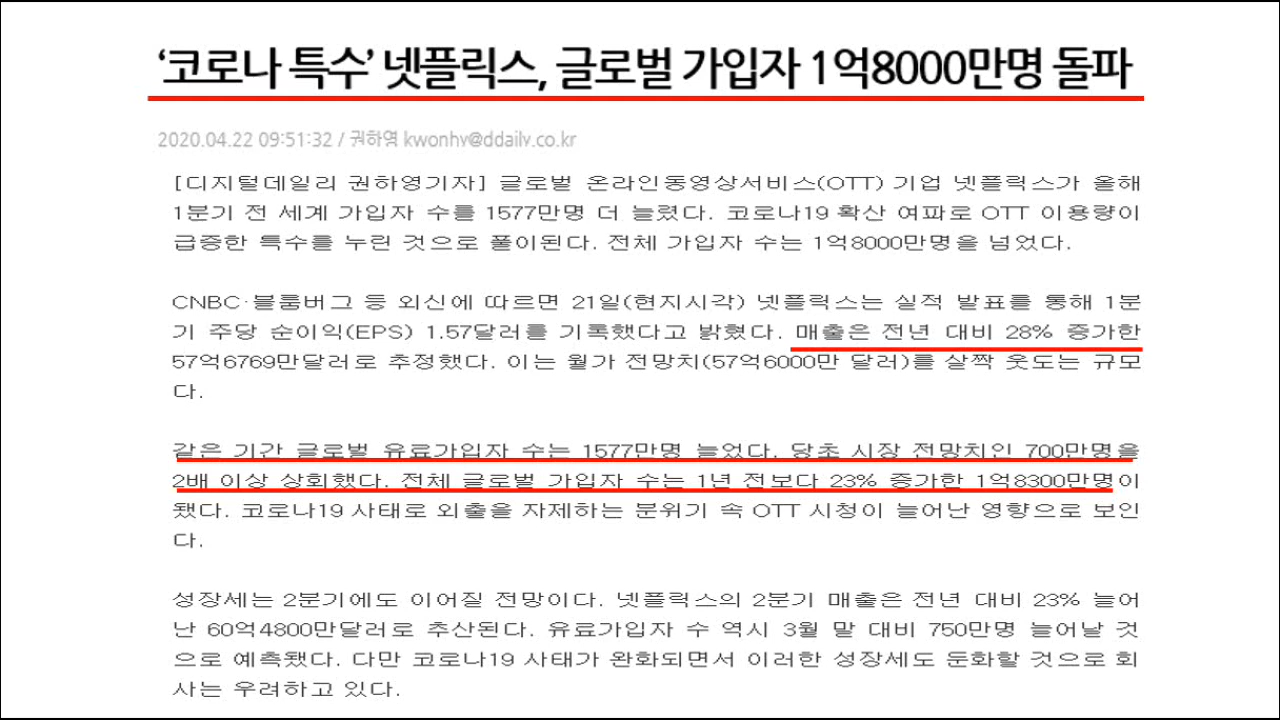 ‘코로나 특수’ 넷플릭스, 글로벌 가입자 1억8000만명 돌파
2020.04.22 09:51:32 / 권하영 kwonhy@ddaily.co.kr
[디지털데일리 권하영기자] 글로벌 온라인동영상서비스(OTT) 기업 넷플릭스가 올해
1분기 전 세계 가입자 수를 1577만명 더 늘렸다. 코로나19 확산 여파로 OTT 이용량이
급증한 특수를 누린 것으로 풀이된다. 전체 가입자 수는 1억8000만명을 넘었다.
CNBC·블룸버그 등 외신에 따르면 21일(현지시각) 넷플릭스는 실적 발표를 통해 1분
기 주당 순이익(EPS) 1.57달러를 기록했다고 밝혔다. 매출은 전년 대비 28% 증가한
57억6769만달러로 추정했다. 이는 월가 전망치(57억6000만 달러)를 살짝 웃도는 규모
다.
같은 기간 글로벌 유료가입자 수는 1577만명 늘었다. 당초 시장 전망치인 700만명을
2배 이상 상회했다. 전체 글로벌 가입자 수는 1년 전보다 23% 증가한 1억8300만명이
됐다. 코로나19 사태로 외출을 자제하는 분위기 속 OTT 시청이 늘어난 영향으로 보인
다.
성장세는 2분기에도 이어질 전망이다. 넷플릭스의 2분기 매출은 전년 대비 23% 늘어
난 60억4800만달러로 추산된다. 유료가입자 수 역시 3월 말 대비 750만명 늘어날 것
으로 예측됐다. 다만 코로나19 사태가 완화되면서 이러한 성장세도 둔화할 것으로 회
사는 우려하고 있다.